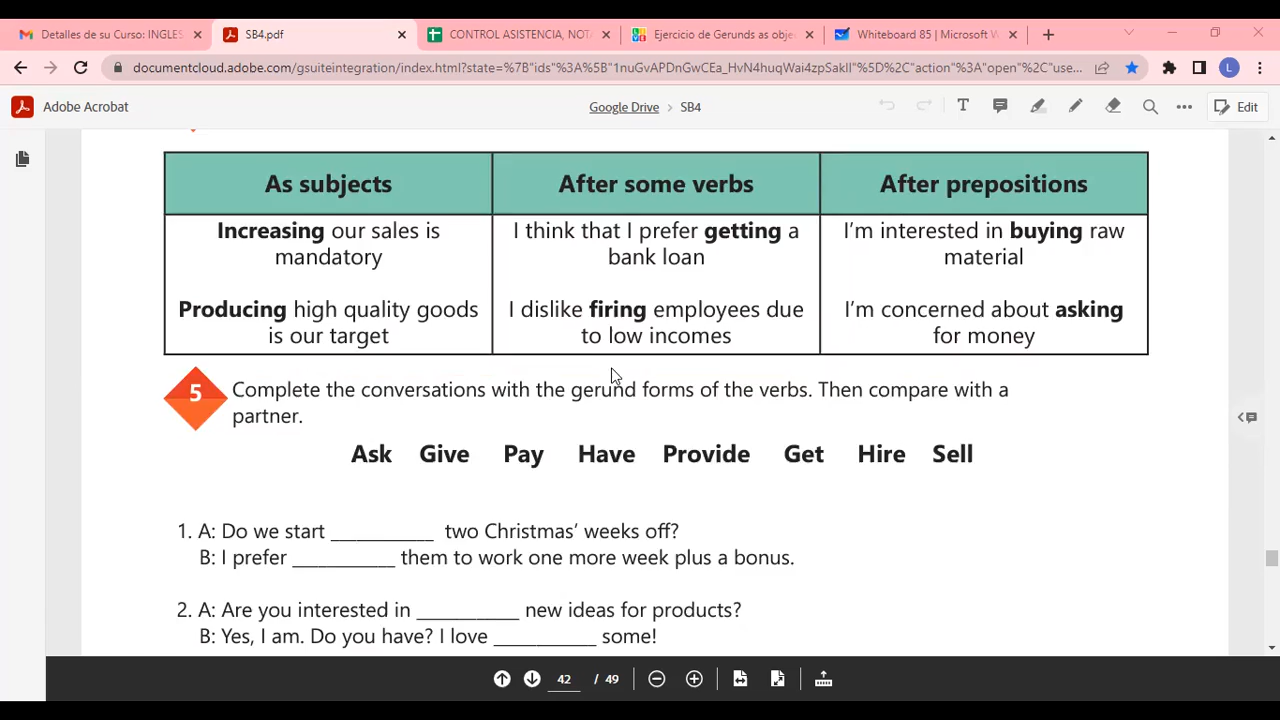 Detalles de su Curso: INGLES
SB4.pdf
CONTROL ASISTENCIA, NOTA
Ejercicio de Gerunds as obje
Whiteboard 85 | Microsoft W
documentcloud.adobe.com/gsuiteintegration/index.html?state=%7B"ids"%3A%5B"1nuGvAPDnGwCEa_HvN4huqWai4zpSakIl"%5D%2C"action"%3A"open"%2C"use...
L
Adobe Acrobat
Google Drive > SB4
Edit
As subjects After some verbs After prepositions
Increasing our sales is I think that I prefer getting a I'm interested in buying raw
mandatory bank loan material
Producing high quality goods I dislike firing employees due I'm concerned about asking
is our target to low incomes for money
5 Complete the conversations with the gerund forms of the verbs. Then compare with a
partner.
Ask Give Pay Have Provide Get Hire Sell
1. A: Do we start __________ two Christmas' weeks off?
B: I prefer __________ them to work one more week plus a bonus.
2. A: Are you interested in __________ new ideas for products?
B: Yes, I am. Do you have? I love __________ some!
42 / 49